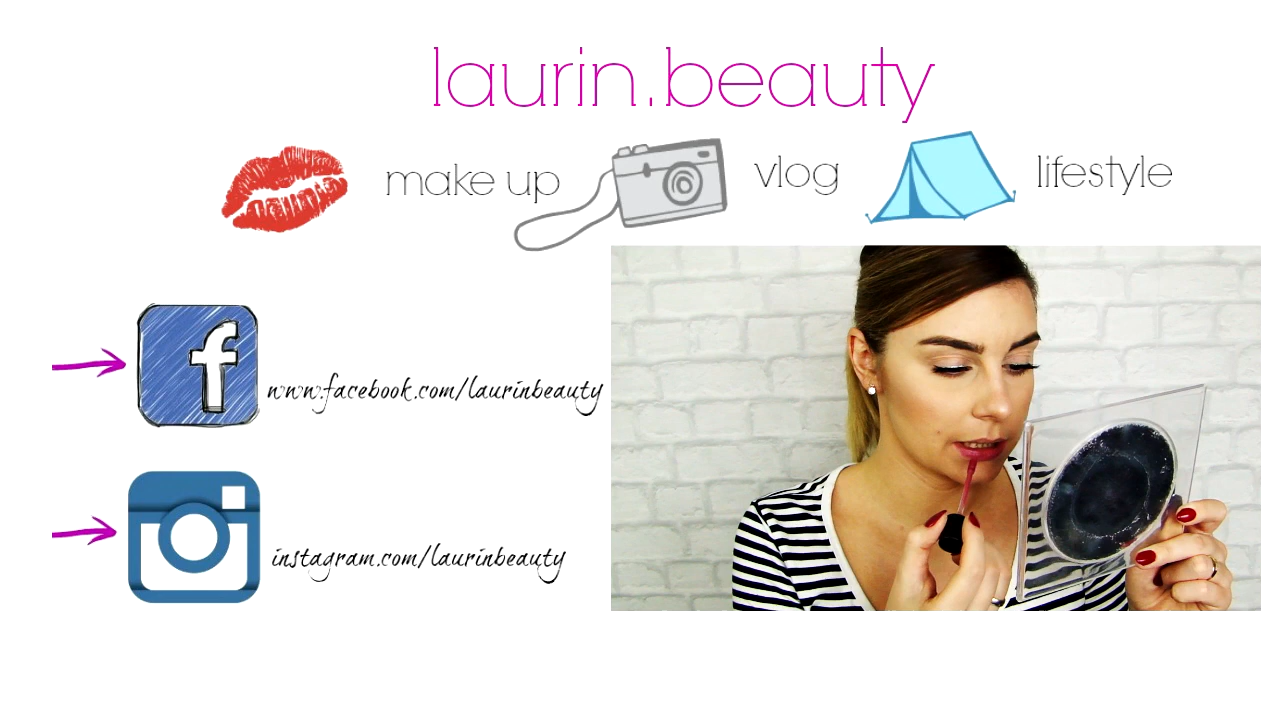 laurin.beauty
make up
vlog
lifestyle
www.facebook.com/laurinbeauty
instagram.com/laurinbeauty